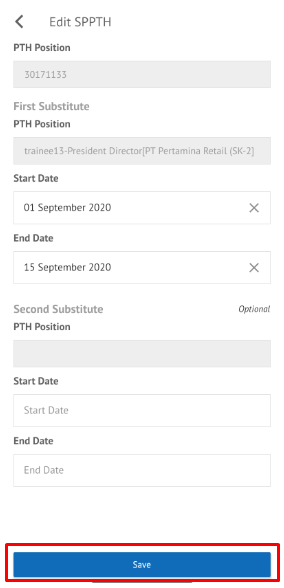 Edit SPPTH
PTH Position
30171133
First Substitute
PTH Position
trainee13-President Director[PT Pertamina Retail (SK-2]
Start Date
01 September 2020
End Date
15 September 2020
Second Substitute Optional
PTH Position
Start Date
Start Date
End Date
End Date
Save